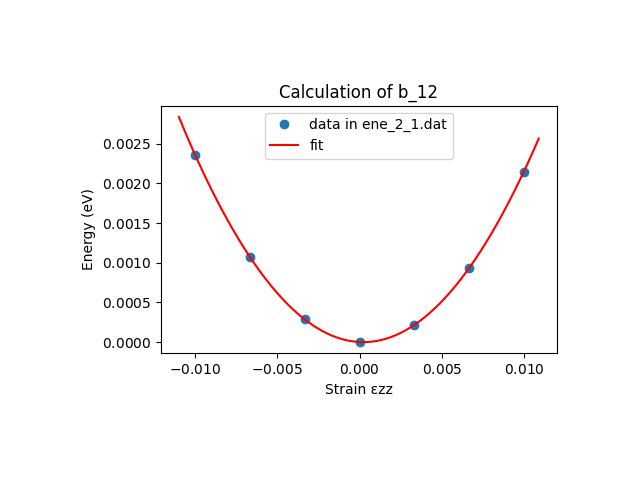 Calculation of b_12
data in ene_2_1.dat
fit
Energy (eV)
0.0025
0.0020
0.0015
0.0010
0.0005
0.0000
−0.010 −0.005 0.000 0.005 0.010
Strain εzz